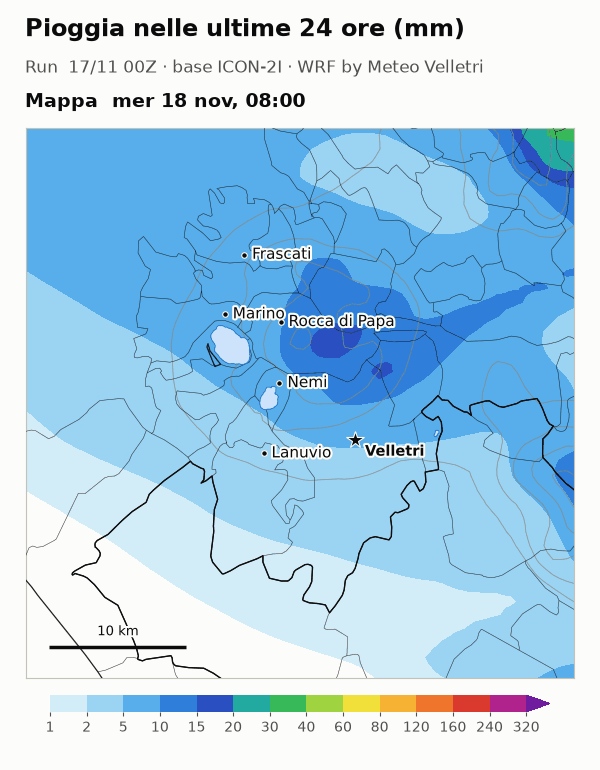 Pioggia nelle ultime 24 ore (mm)
Run  17/11 00Z · base ICON-2I · WRF by Meteo Velletri
Mappa  mer 18 nov, 08:00
Frascati
Marino
Rocca di Papa
Nemi
Velletri
Lanuvio
10 km
1 2 5 10 15 20 30 40 60 80 120 160 240 320